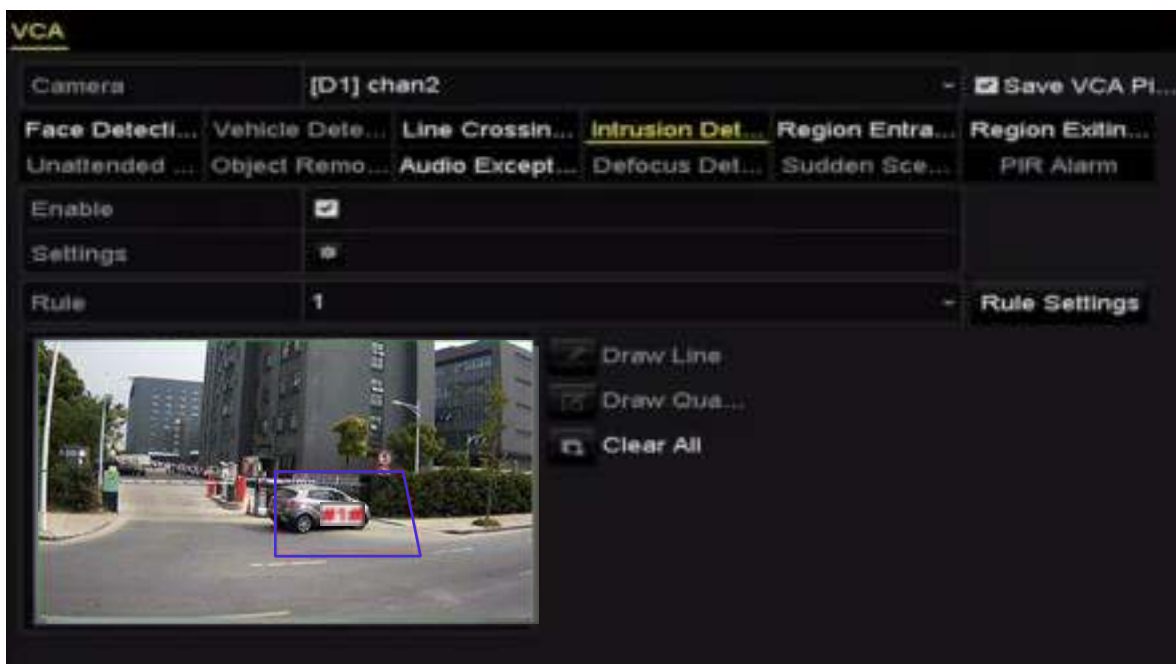 VCA
Camera [D1] chan2 Save VCA Pi...
Face Detecti... Vehicle Dete... Line Crossin... Intrusion Det... Region Entra... Region Exitin...
Unattended ... Object Remo... Audio Except... Defocus Det... Sudden Sce... PIR Alarm
Enable
Settings
Rule 1 Rule Settings
Draw Line
Draw Qua...
Clear All
#1#